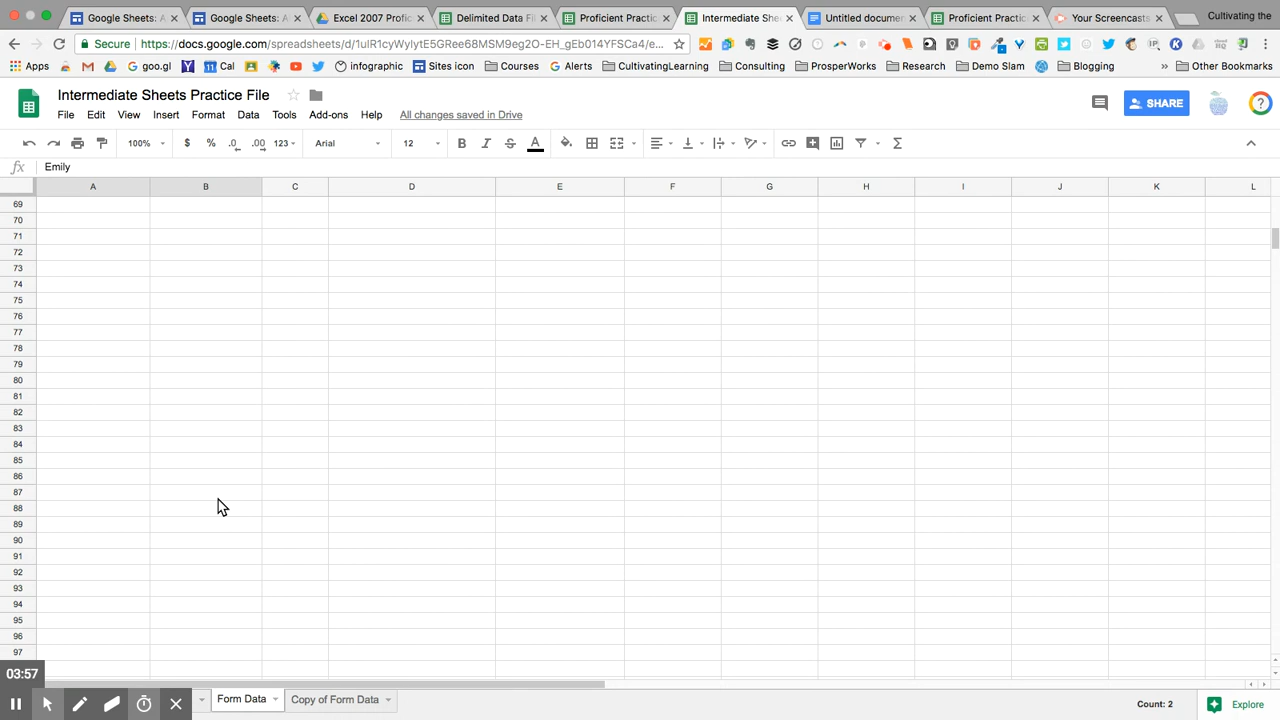 Google Sheets: A
Google Sheets: A
Excel 2007 Profic
Delimited Data Fil
Proficient Practic
Intermediate She
Untitled docume
Proficient Practic
Your Screencasts
Cultivating the
Secure
https://docs.google.com/spreadsheets/d/1uIR1cyWyIytE5GRee68MSM9eg2O-EH_gEb014YFSCa4/e...
Apps goo.gl Cal infographic Sites icon Courses Alerts CultivatingLearning Consulting ProsperWorks Research Demo Slam Blogging » Other Bookmarks
Intermediate Sheets Practice File
SHARE
File Edit View Insert Format Data Tools Add-ons Help All changes saved in Drive
100% $ % .0 .00 123 Arial 12 B I S A Σ
fx Emily
A B C D E F G H I J K L
69
70
71
72
73
74
75
76
77
78
79
80
81
82
83
84
85
86
87
88
89
90
91
92
93
94
95
96
97
03:57
Form Data Copy of Form Data Count: 2 Explore